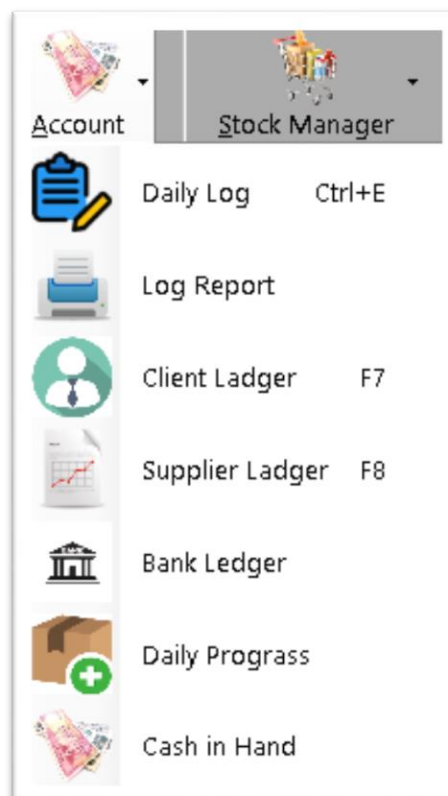 Account Stock Manager
Daily Log Ctrl+E
Log Report
Client Ladger F7
Supplier Ladger F8
Bank Ledger
Daily Prograss
Cash in Hand